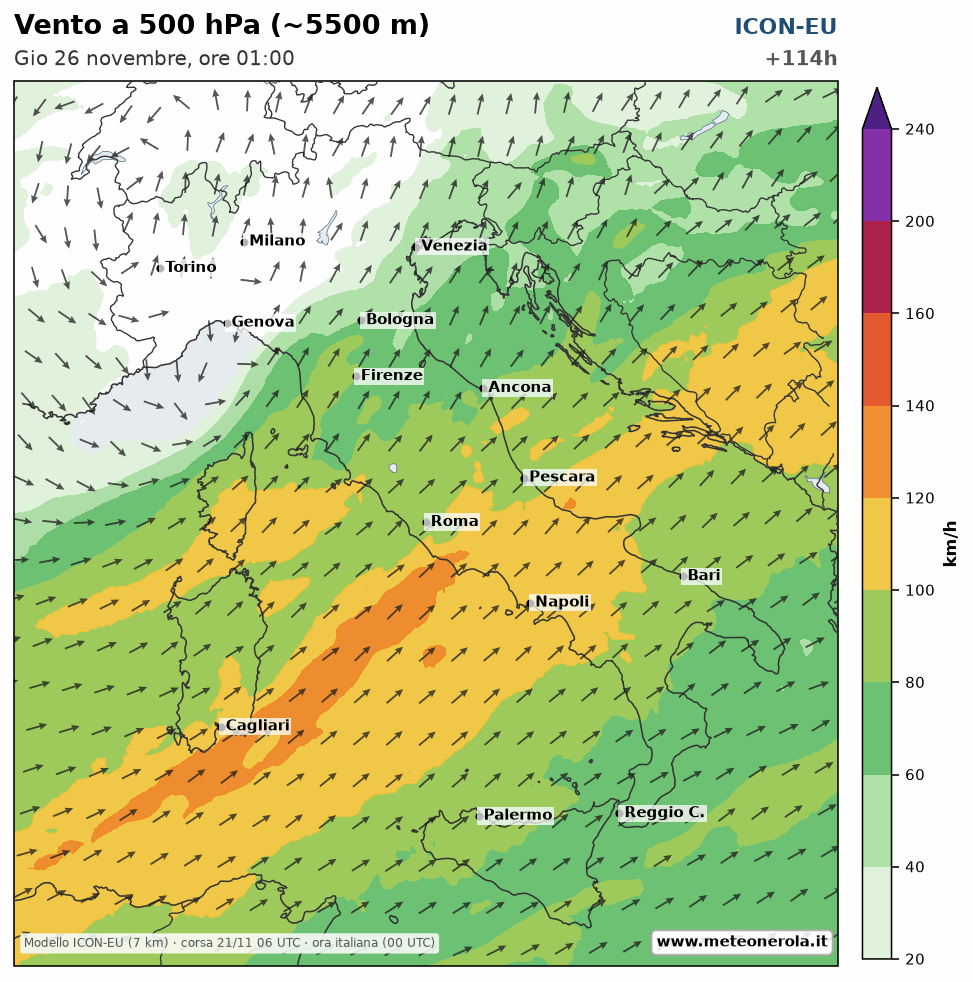 Vento a 500 hPa (~5500 m)
ICON-EU
Gio 26 novembre, ore 01:00
+114h
Milano
Venezia
Torino
Genova
Bologna
Firenze
Ancona
Pescara
Roma
Bari
Napoli
Cagliari
Palermo
Reggio C.
240
200
160
140
120
100
80
60
40
20
km/h
Modello ICON-EU (7 km) · corsa 21/11 06 UTC · ora italiana (00 UTC)
www.meteonerola.it